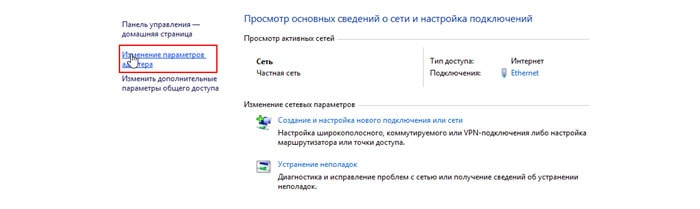 Панель управления —
домашняя страница
Изменение параметров
адаптера
Изменить дополнительные
параметры общего доступа
Просмотр основных сведений о сети и настройка подключений
Просмотр активных сетей
Сеть
Частная сеть
Тип доступа: Интернет
Подключения: Ethernet
Изменение сетевых параметров
Создание и настройка нового подключения или сети
Настройка широкополосного, коммутируемого или VPN-подключения либо настройка
маршрутизатора или точки доступа.
Устранение неполадок
Диагностика и исправление проблем с сетью или получение сведений об устранении
неполадок.